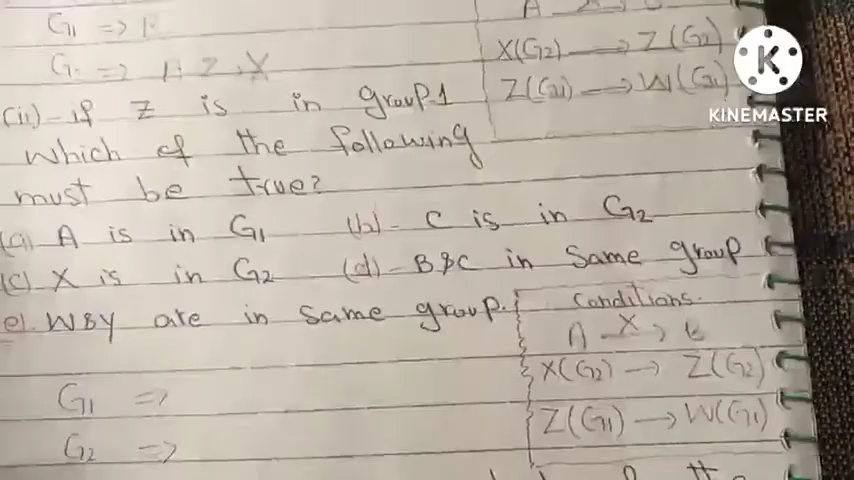 G1 => 1.
X(G2) → Z(G2)
G. => A. Z, X
Z(G1) → W(G1)
KINEMASTER
(ii) - if Z is in group-1
which of the following
must be true?
(a) A is in G1 (b) - C is in G2
(c) X is in G2 (d) - B&C in same group
e). W&Y are in same group.
Conditions.
A -X→ B
G1 =>
X(G2) → Z(G2)
Z(G1) → W(G1)
G2 =>